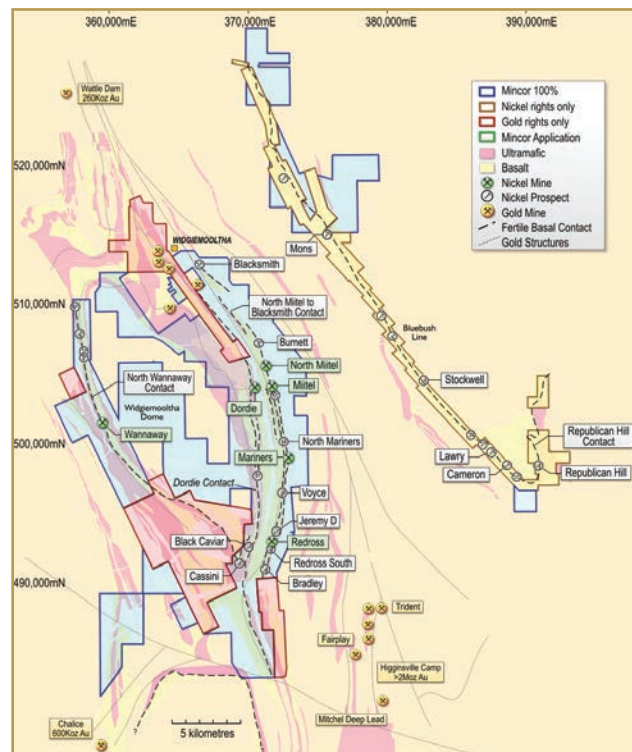 360,000mE
370,000mE
380,000mE
390,000mE
Wattle Dam
260Koz Au
Mincor 100%
Nickel rights only
Gold rights only
Mincor Application
Ultramafic
Basalt
Nickel Mine
Nickel Prospect
Gold Mine
Fertile Basal Contact
Gold Structures
520,000mN
WIDGIEMOOLTHA
Mons
Blacksmith
510,000mN
North Miitel to
Blacksmith Contact
Bluebush
Line
Burnett
North Miitel
Stockwell
Miitel
North Wannaway
Contact
Dordie
Widgiemooltha
Dome
Republican Hill
Contact
Wannaway
500,000mN
North Mariners
Lawry
Mariners
Cameron
Republican Hill
Dordie Contact
Voyce
Jeremy D
Black Caviar
Redross
Cassini
Redross South
490,000mN
Bradley
Trident
Fairplay
Higginsville Camp
>2Moz Au
Chalice
600Koz Au
Mitchel Deep Lead
?
?
5 kilometres